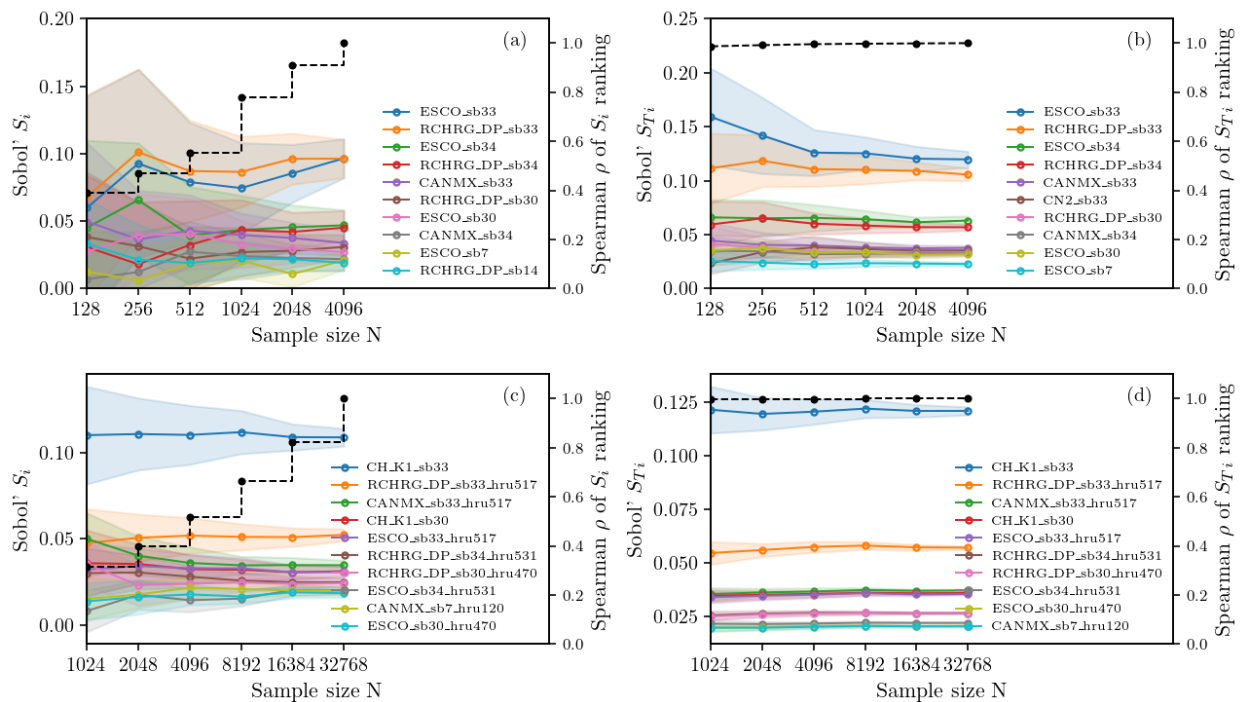 (a)
0.20
0.15
0.10
0.05
0.00
Sobol' S_i
1.0
0.8
0.6
0.4
0.2
0.0
Spearman ρ of S_i ranking
ESCO_sb33
RCHRG_DP_sb33
ESCO_sb34
RCHRG_DP_sb34
CANMX_sb33
RCHRG_DP_sb30
ESCO_sb30
CANMX_sb34
ESCO_sb7
RCHRG_DP_sb14
128 256 512 1024 2048 4096
Sample size N
(b)
0.25
0.20
0.15
0.10
0.05
0.00
Sobol' S_{Ti}
1.0
0.8
0.6
0.4
0.2
0.0
Spearman ρ of S_{Ti} ranking
ESCO_sb33
RCHRG_DP_sb33
ESCO_sb34
RCHRG_DP_sb34
CANMX_sb33
CN2_sb33
RCHRG_DP_sb30
CANMX_sb34
ESCO_sb30
ESCO_sb7
128 256 512 1024 2048 4096
Sample size N
(c)
0.10
0.05
0.00
Sobol' S_i
1.0
0.8
0.6
0.4
0.2
0.0
Spearman ρ of S_i ranking
CH_K1_sb33
RCHRG_DP_sb33_hru517
CANMX_sb33_hru517
CH_K1_sb30
ESCO_sb33_hru517
RCHRG_DP_sb34_hru531
RCHRG_DP_sb30_hru470
ESCO_sb34_hru531
CANMX_sb7_hru120
ESCO_sb30_hru470
1024 2048 4096 8192 16384 32768
Sample size N
(d)
0.125
0.100
0.075
0.050
0.025
Sobol' S_{Ti}
1.0
0.8
0.6
0.4
0.2
0.0
Spearman ρ of S_{Ti} ranking
CH_K1_sb33
RCHRG_DP_sb33_hru517
CANMX_sb33_hru517
CH_K1_sb30
ESCO_sb33_hru517
RCHRG_DP_sb34_hru531
RCHRG_DP_sb30_hru470
ESCO_sb34_hru531
ESCO_sb30_hru470
CANMX_sb7_hru120
1024 2048 4096 8192 16384 32768
Sample size N